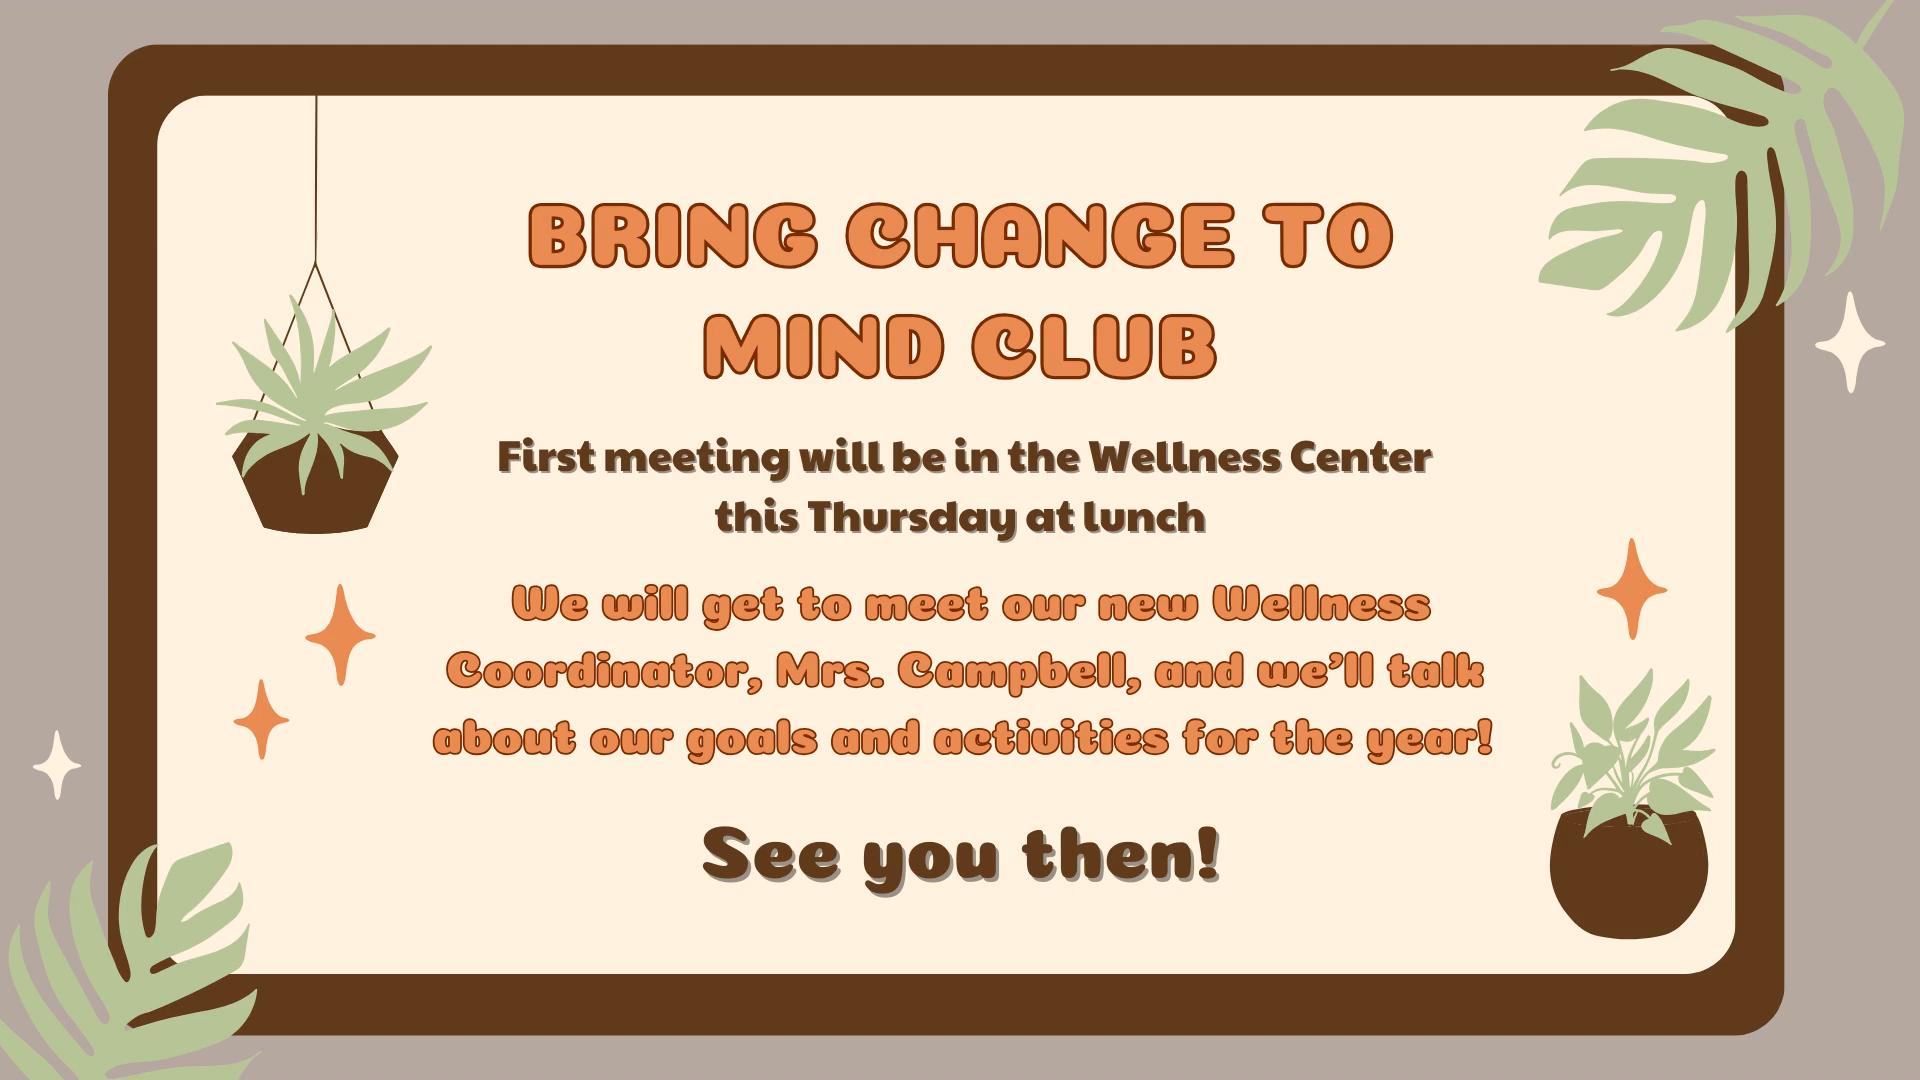 BRING CHANGE TO
MIND CLUB
First meeting will be in the Wellness Center
this Thursday at lunch
We will get to meet our new Wellness
Coordinator, Mrs. Campbell, and we’ll talk
about our goals and activities for the year!
See you then!